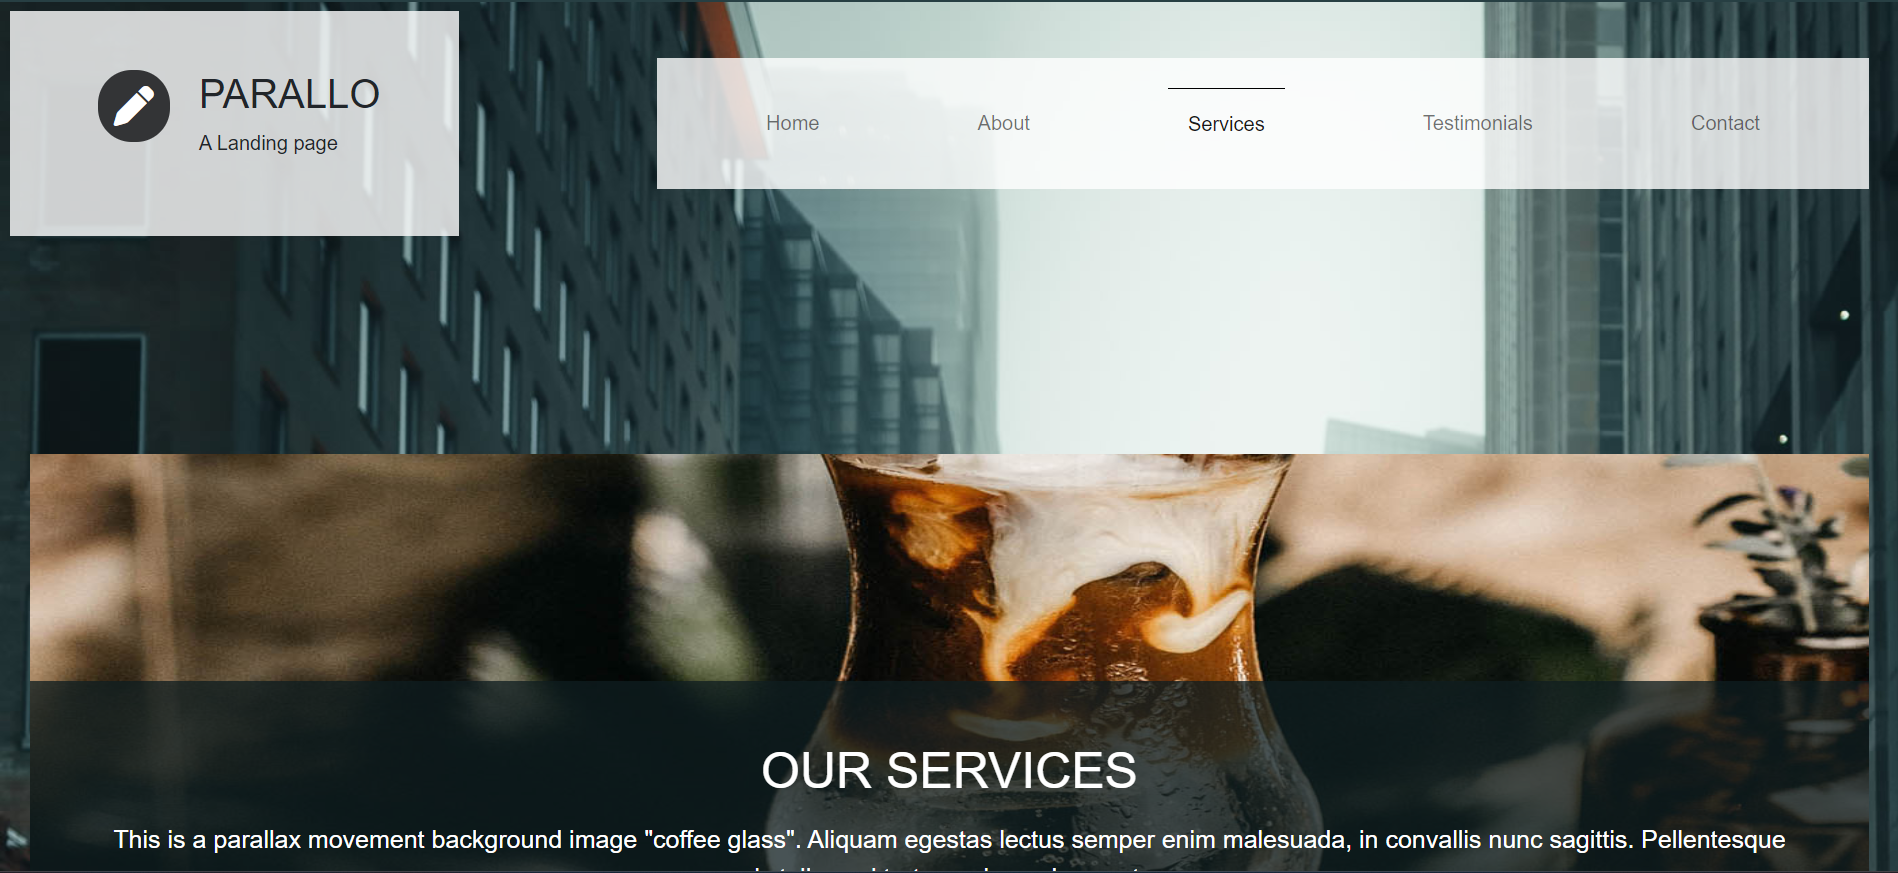 PARALLO
A Landing page
Home About Services Testimonials Contact
OUR SERVICES
This is a parallax movement background image "coffee glass". Aliquam egestas lectus semper enim malesuada, in convallis nunc sagittis. Pellentesque